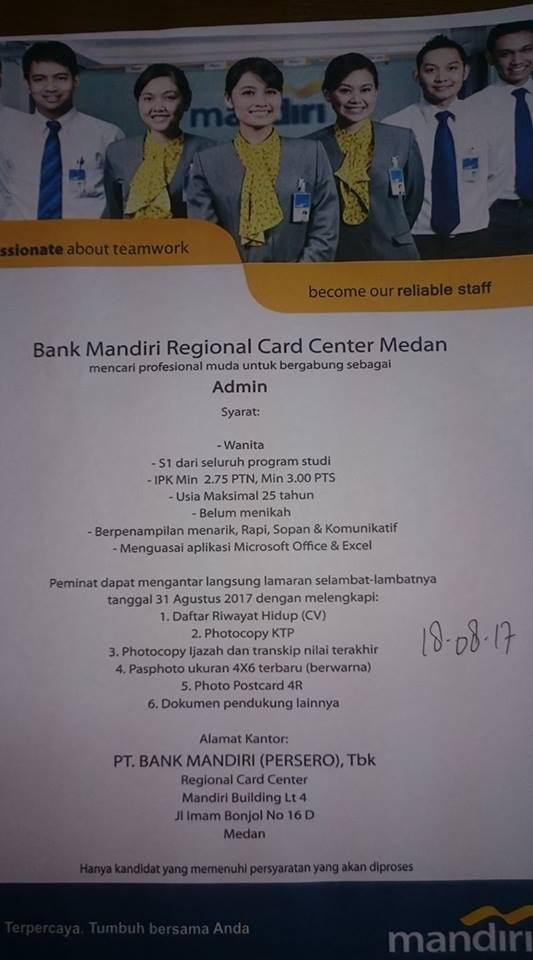 mandiri
ssionate about teamwork
become our reliable staff
Bank Mandiri Regional Card Center Medan
mencari profesional muda untuk bergabung sebagai
Admin
Syarat:
- Wanita
- S1 dari seluruh program studi
- IPK Min 2.75 PTN, Min 3.00 PTS
- Usia Maksimal 25 tahun
- Belum menikah
- Berpenampilan menarik, Rapi, Sopan & Komunikatif
- Menguasai aplikasi Microsoft Office & Excel
Peminat dapat mengantar langsung lamaran selambat-lambatnya
tanggal 31 Agustus 2017 dengan melengkapi:
1. Daftar Riwayat Hidup (CV)
2. Photocopy KTP
3. Photocopy Ijazah dan transkip nilai terakhir
4. Pasphoto ukuran 4X6 terbaru (berwarna)
5. Photo Postcard 4R
6. Dokumen pendukung lainnya
18.08.17
Alamat Kantor:
PT. BANK MANDIRI (PERSERO), Tbk
Regional Card Center
Mandiri Building Lt 4
Jl Imam Bonjol No 16 D
Medan
Hanya kandidat yang memenuhi persyaratan yang akan diproses
Terpercaya. Tumbuh bersama Anda
mandiri